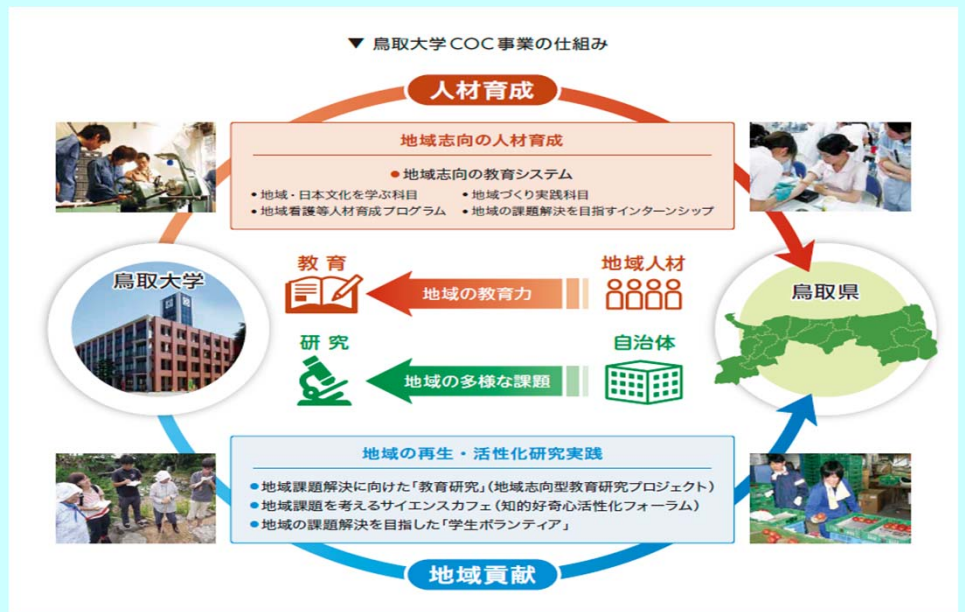 ▼ 鳥取大学COC事業の仕組み
人材育成
地域志向の人材育成
● 地域志向の教育システム
• 地域・日本文化を学ぶ科目 • 地域づくり実践科目
• 地域看護等人材育成プログラム • 地域の課題解決を目指すインターンシップ
鳥取大学
教育
地域の教育力
地域人材
研究
地域の多様な課題
自治体
鳥取県
地域の再生・活性化研究実践
● 地域課題解決に向けた「教育研究」(地域志向型教育研究プロジェクト)
● 地域課題を考えるサイエンスカフェ(知的好奇心活性化フォーラム)
● 地域の課題解決を目指した「学生ボランティア」
地域貢献